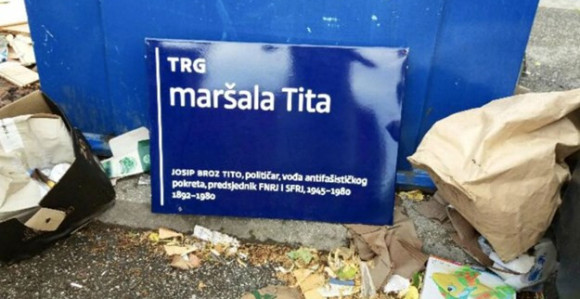 TRG
maršala Tita
JOSIP BROZ TITO, političar, vođa antifašističkog
pokreta, predsjednik FNRJ i SFRJ, 1945–1980
1892–1980